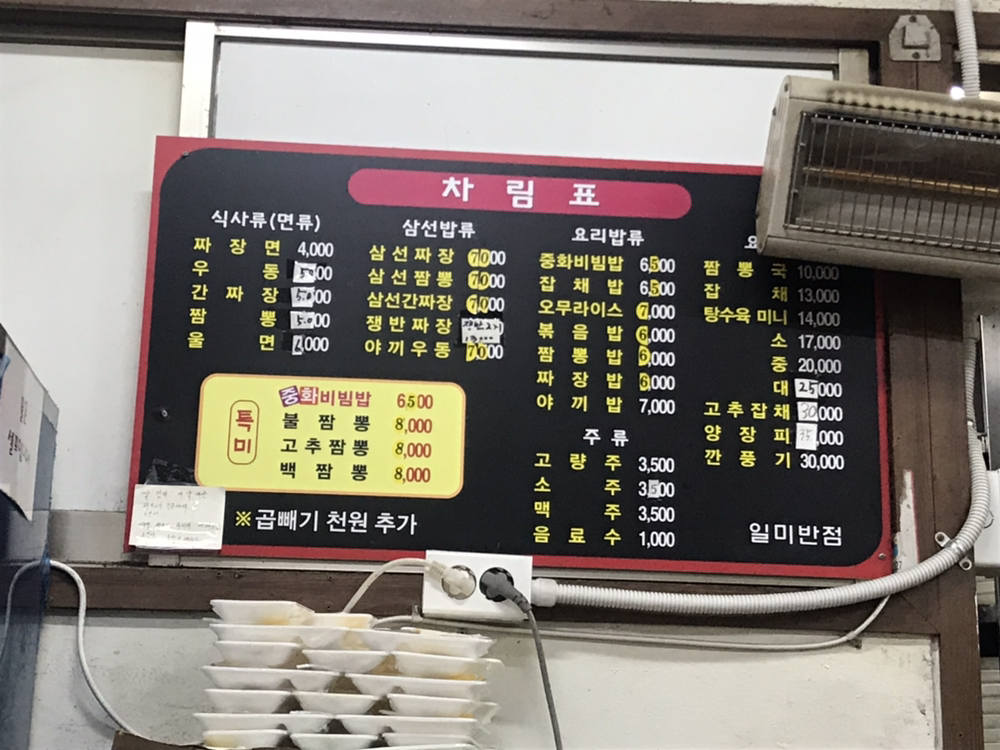 차림표
식사류(면류)
짜장면 4,000
우동 5,000
간짜장 5,000
짬뽕 5,000
울면 ,000
삼선밥류
삼선짜장 7000
삼선짬뽕 7000
삼선간짜장 7000
쟁반짜장
야끼우동 7000
특미
중화비빔밥 6500
불짬뽕 8,000
고추짬뽕 8,000
백짬뽕 8,000
※곱빼기 천원 추가
요리밥류
중화비빔밥 6,500
잡채밥 6,500
오무라이스 7,000
볶음밥 6,000
짬뽕밥 6,000
짜장밥 6,000
야끼밥 7,000
주류
고량주 3,500
소주 3,500
맥주 3,500
음료수 1,000
요
짬뽕국 10,000
잡채 13,000
탕수육 미니 14,000
소 17,000
중 20,000
대 25,000
고추잡채 30,000
양장피 35,000
깐풍기 30,000
일미반점